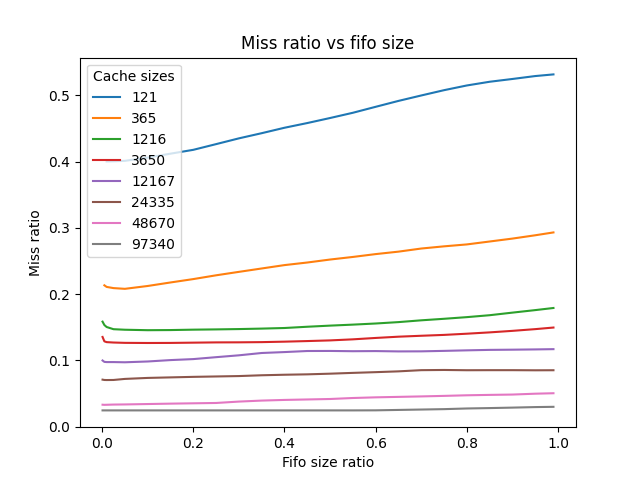 Miss ratio vs fifo size
Cache sizes
121
365
1216
3650
12167
24335
48670
97340
Miss ratio
0.5
0.4
0.3
0.2
0.1
0.0
0.0 0.2 0.4 0.6 0.8 1.0
Fifo size ratio